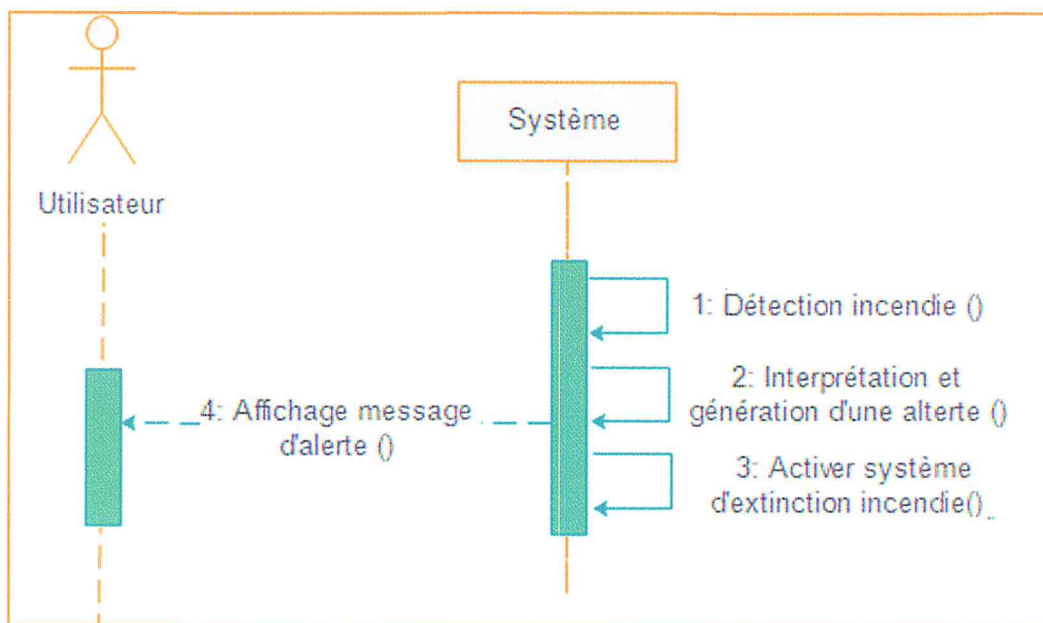 Système
Utilisateur
1: Détection incendie ()
2: Interprétation et
génération d'une alterte ()
4: Affichage message
d'alerte ()
3: Activer système
d'extinction incendie()